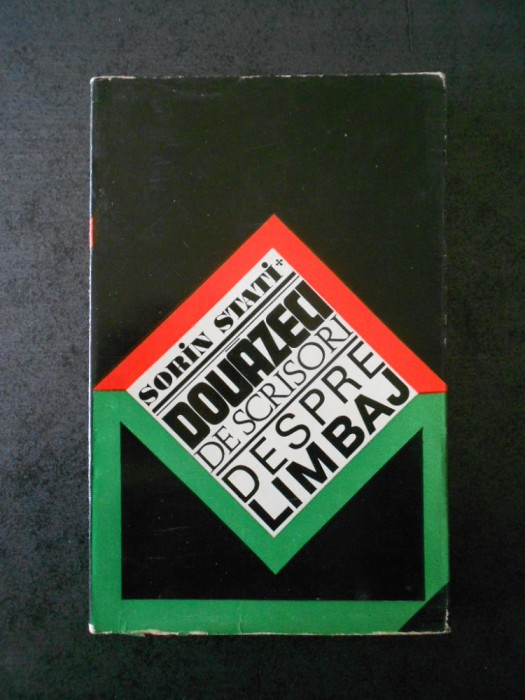 SORIN STATI
DOUAZECI
DE SCRISORI
DESPRE
LIMBAJ